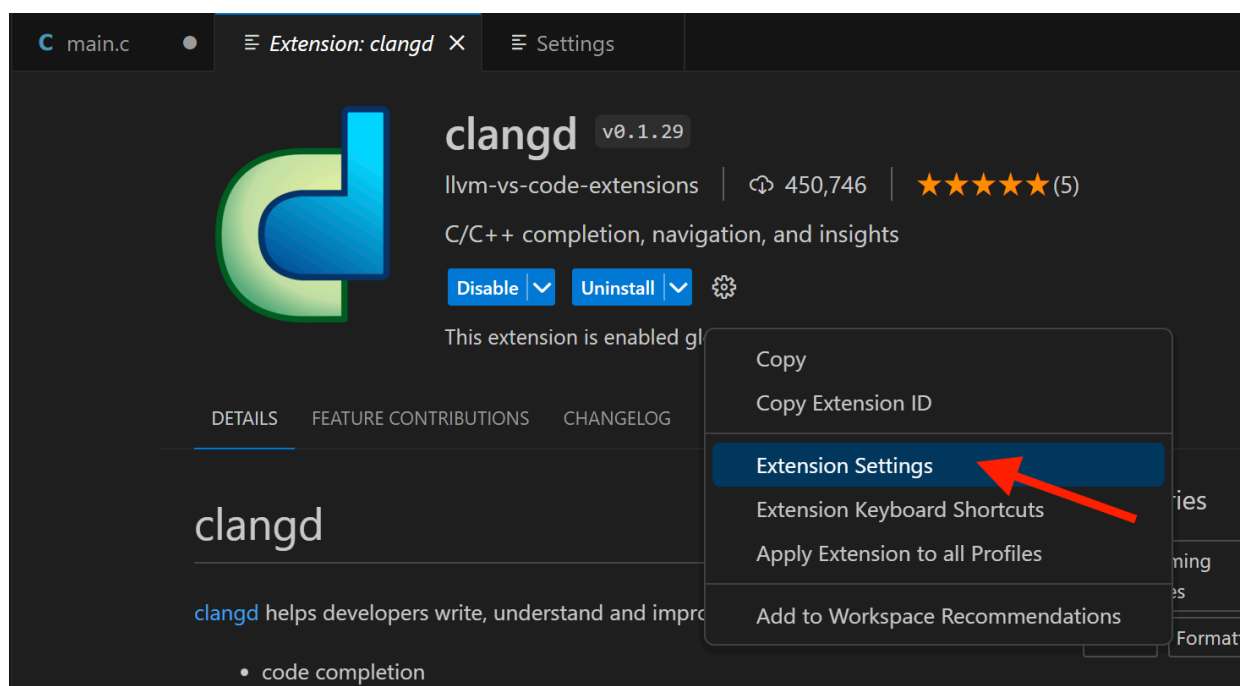 C main.c
Extension: clangd
Settings
clangd v0.1.29
llvm-vs-code-extensions 450,746 (5)
C/C++ completion, navigation, and insights
Disable Uninstall
This extension is enabled
Copy
Copy Extension ID
DETAILS FEATURE CONTRIBUTIONS CHANGELOG
Extension Settings
Extension Keyboard Shortcuts
Apply Extension to all Profiles
Add to Workspace Recommendations
clangd
clangd helps developers write, understand and
• code completion